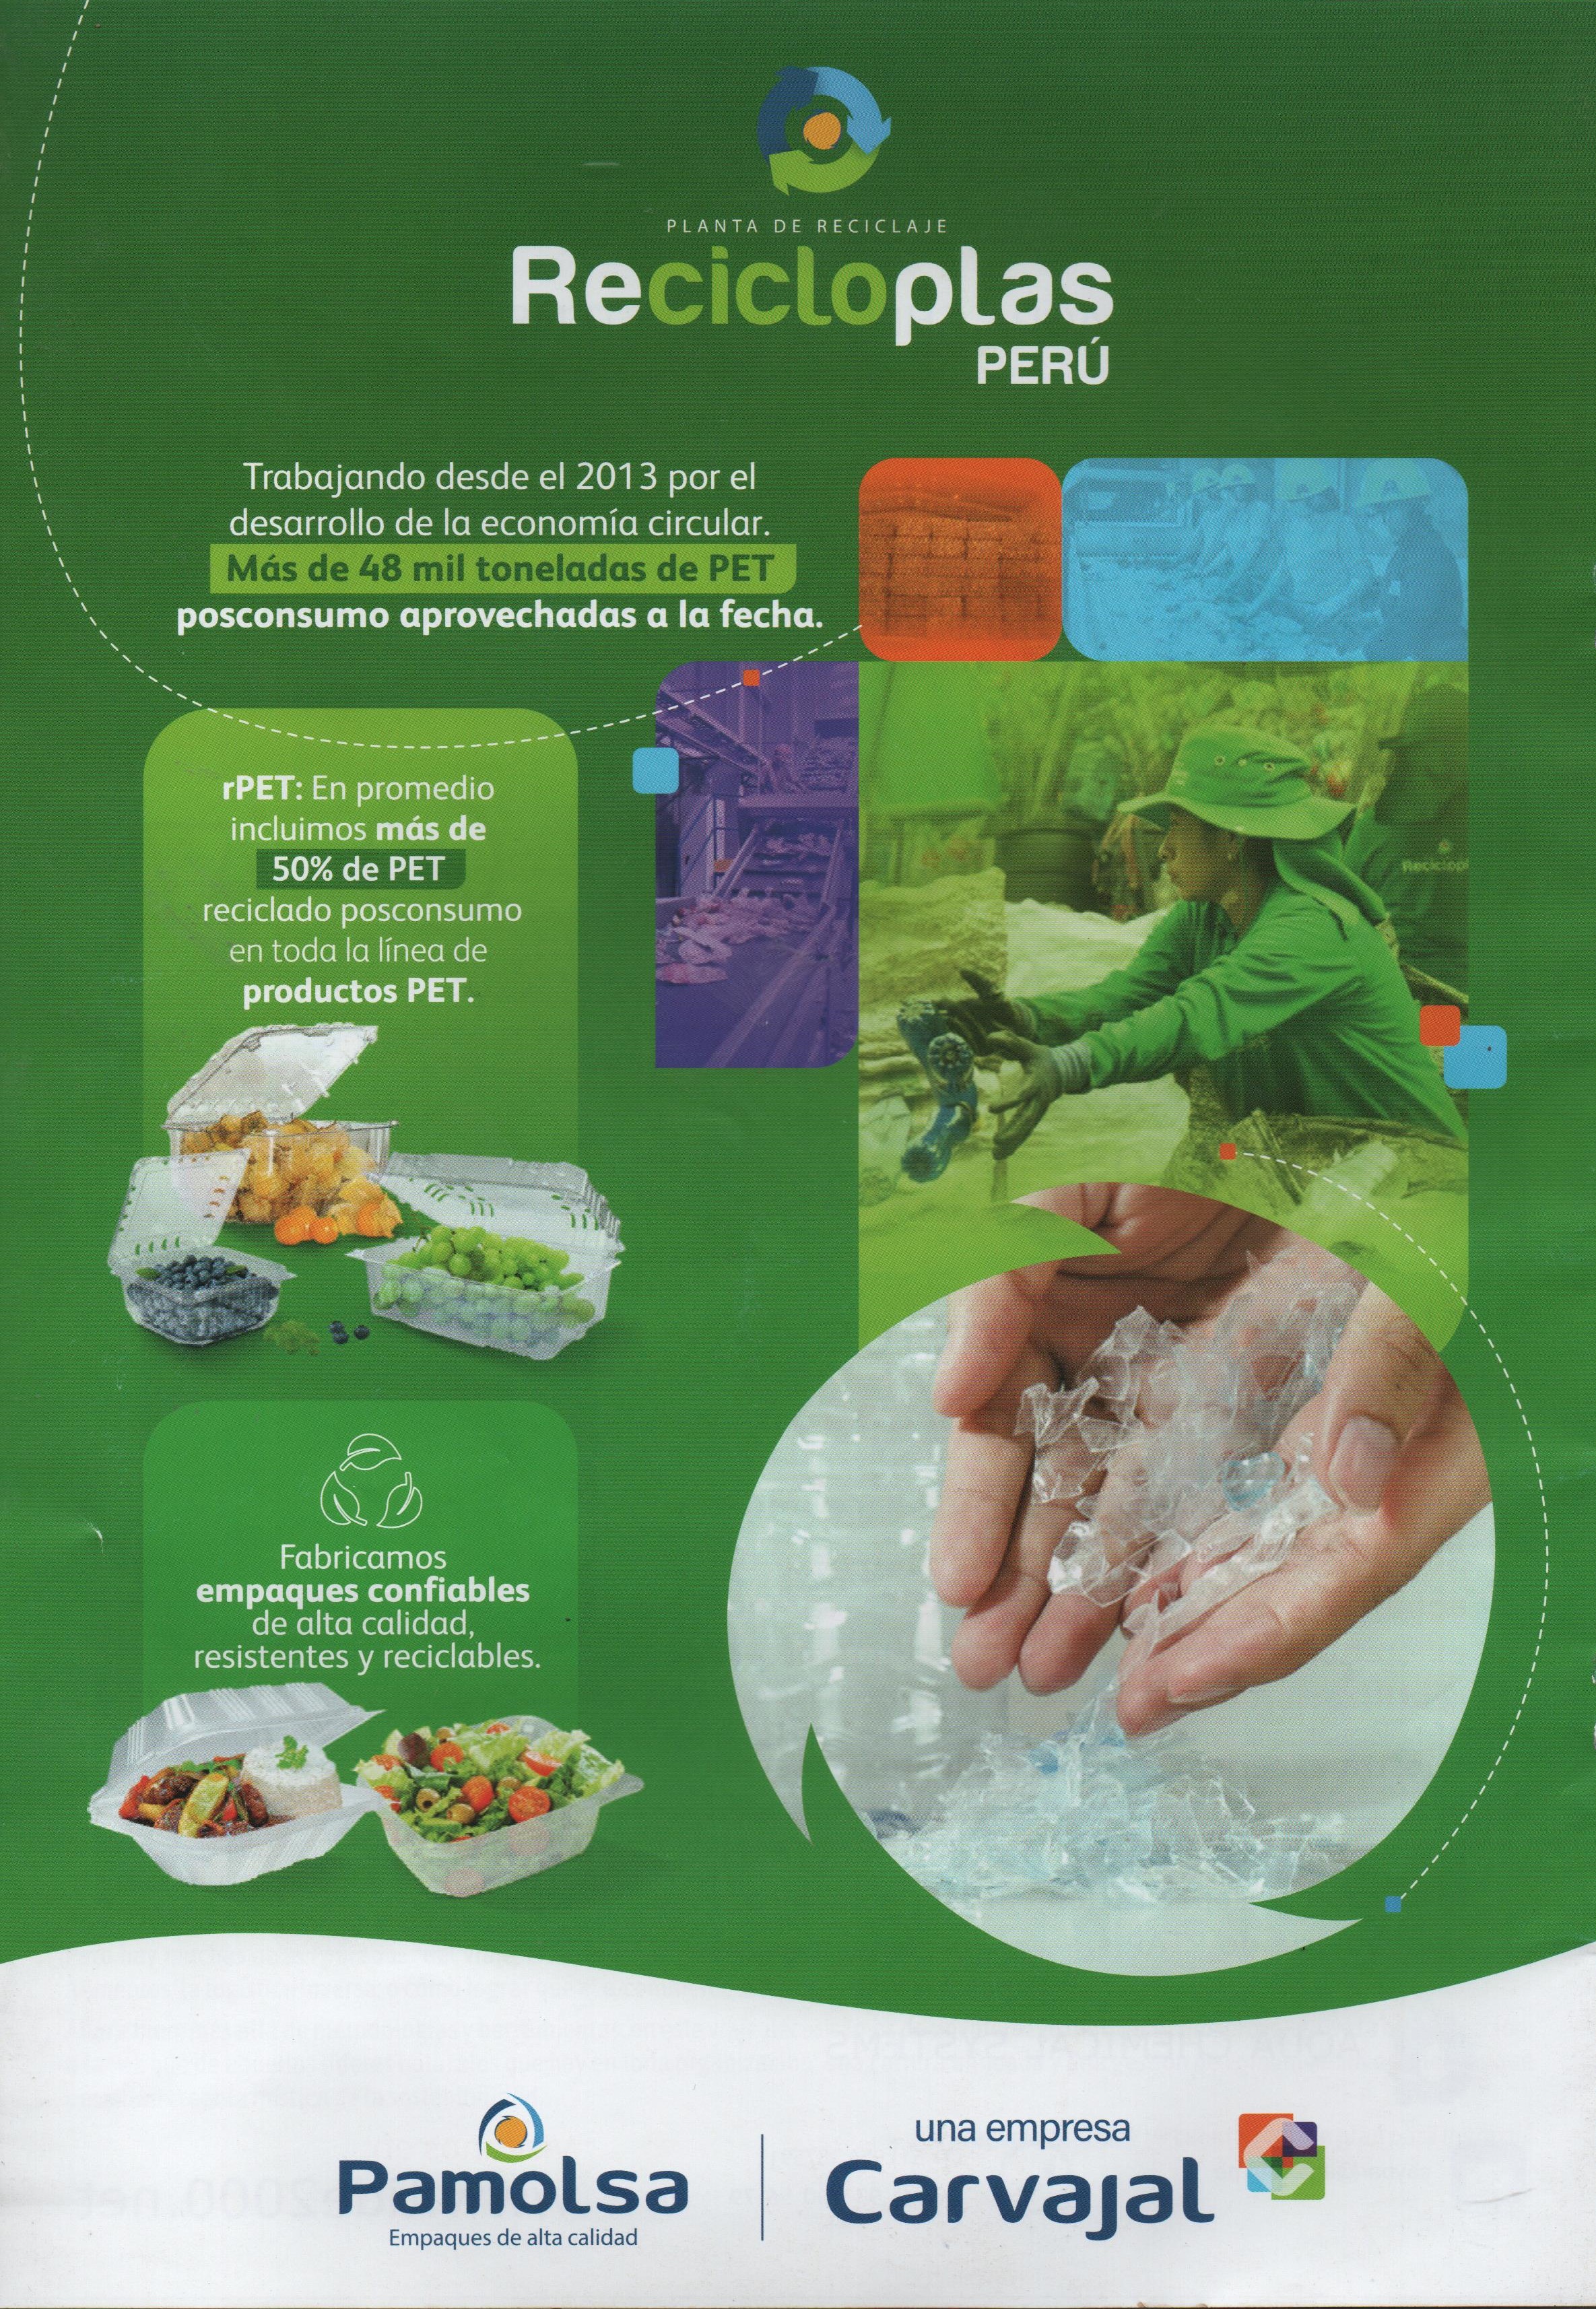 PLANTA DE RECICLAJE
Recicloplas
PERÚ
Trabajando desde el 2013 por el
desarrollo de la economía circular.
Más de 48 mil toneladas de PET
posconsumo aprovechadas a la fecha.
rPET: En promedio
incluimos más de
50% de PET
reciclado posconsumo
en toda la línea de
productos PET.
Reciclopl
Fabricamos
empaques confiables
de alta calidad,
resistentes y reciclables.
Pamolsa
Empaques de alta calidad
una empresa
Carvajal